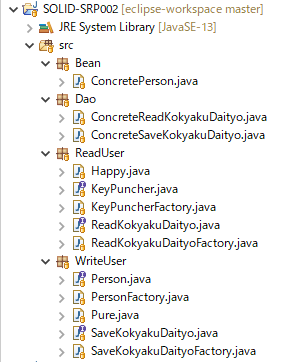 SOLID-SRP002 [eclipse-workspace master]
JRE System Library [JavaSE-13]
src
Bean
ConcretePerson.java
Dao
ConcreteReadKokyakuDaityo.java
ConcreteSaveKokyakuDaityo.java
ReadUser
Happy.java
KeyPuncher.java
KeyPuncherFactory.java
ReadKokyakuDaityo.java
ReadKokyakuDaityoFactory.java
WriteUser
Person.java
PersonFactory.java
Pure.java
SaveKokyakuDaityo.java
SaveKokyakuDaityoFactory.java